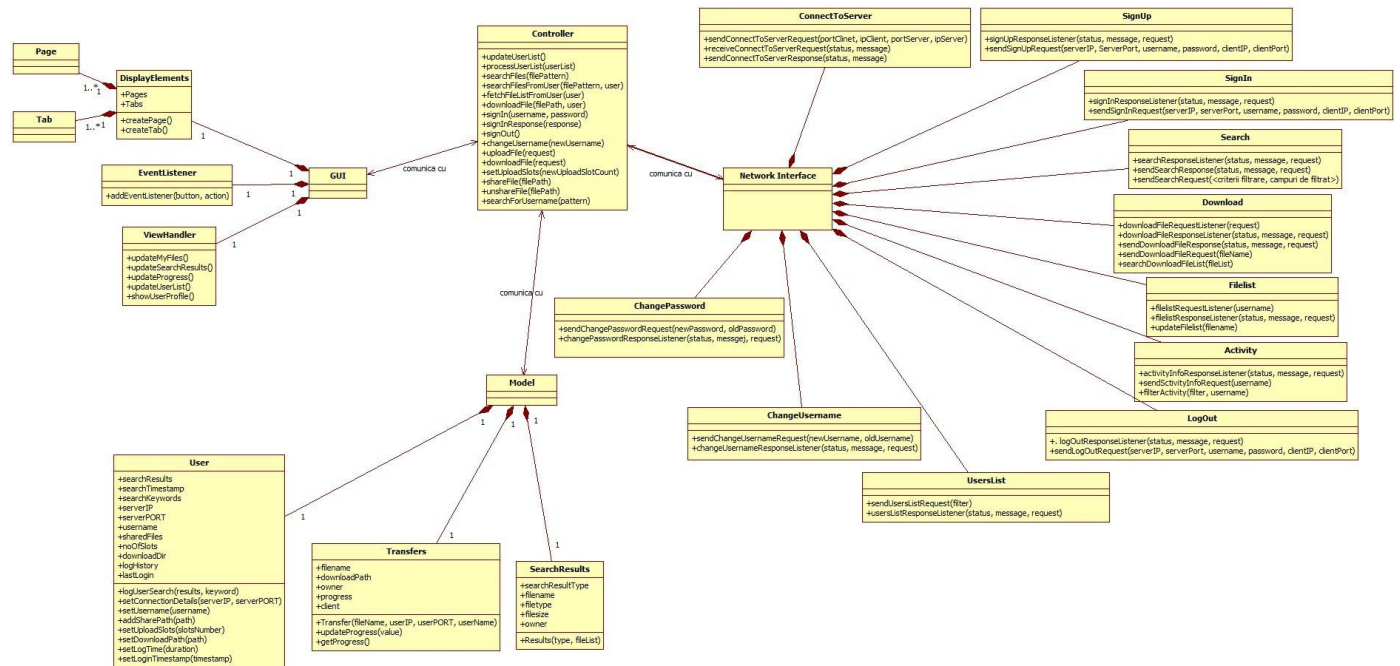 Page
Tab
1..*
1
1..*
1
DisplayElements
+Pages
+Tabs
+createPage()
+createTab()
1
1
EventListener
+addEventListener(button, action)
1
1
ViewHandler
+updateMyFiles()
+updateSearchResults()
+updateProgress()
+updateUserList()
+showUserProfile()
1
1
GUI
comunica cu
Controller
+updateUserList()
+processUserList(userList)
+searchFiles(filePattern)
+searchFilesFromUser(filePattern, user)
+fetchFileListFromUser(user)
+downloadFile(filePath, user)
+signIn(username, password)
+signInResponse(response)
+signOut()
+changeUsername(newUsername)
+uploadFile(request)
+downloadFile(request)
+setUploadSlots(newUploadSlotCount)
+shareFile(filePath)
+unshareFile(filePath)
+searchForUsername(pattern)
comunica cu
comunica cu
Network Interface
ConnectToServer
+sendConnectToServerRequest(portClinet, ipClient, portServer, ipServer)
+receiveConnectToServerRequest(status, message)
+sendConnectToServerResponse(status, message)
SignUp
+signUpResponseListener(status, message, request)
+sendSignUpRequest(serverIP, ServerPort, username, password, clientIP, clientPort)
SignIn
+signInResponseListener(status, message, request)
+sendSignInRequest(serverIP, serverPort, username, password, clientIP, clientPort)
Search
+searchResponseListener(status, message, request)
+sendSearchResponse(status, message, request)
+sendSearchRequest(<criterii filtrare, campuri de filtrat>)
Download
+downloadFileRequestListener(request)
+downloadFileResponseListener(status, message, request)
+sendDownloadFileResponse(status, message, request)
+sendDownloadFileRequest(fileName)
+searchDownloadFileList(fileList)
Filelist
+filelistRequestListener(username)
+filelistResponseListener(status, message, request)
+updateFilelist(filename)
Activity
+activityInfoResponseListener(status, message, request)
+sendSctivityInfoRequest(username)
+filterActivity(filter, username)
LogOut
+. logOutResponseListener(status, message, request)
+sendLogOutRequest(serverIP, serverPort, username, password, clientIP, clientPort)
UsersList
+sendUsersListRequest(filter)
+usersListResponseListener(status, message, request)
ChangePassword
+sendChangePasswordRequest(newPassword, oldPassword)
+changePasswordResponseListener(status, messgej, request)
ChangeUsername
+sendChangeUsernameRequest(newUsername, oldUsername)
+changeUsernameResponseListener(status, message, request)
Model
1
1
1
User
+searchResults
+searchTimestamp
+searchKeywords
+serverIP
+serverPORT
+username
+sharedFiles
+noOfSlots
+downloadDir
+logHistory
+lastLogin
+logUserSearch(results, keyword)
+setConnectionDetails(serverIP, serverPORT)
+setUsername(username)
+addSharePath(path)
+setUploadSlots(slotsNumber)
+setDownloadPath(path)
+setLogTime(duration)
+setLoginTimestamp(timestamp)
1
Transfers
+filename
+downloadPath
+owner
+progress
+client
+Transfer(fileName, userIP, userPORT, userName)
+updateProgress(value)
+getProgress()
1
SearchResults
+searchResultType
+filename
+filetype
+filesize
+owner
+Results(type, fileList)
1